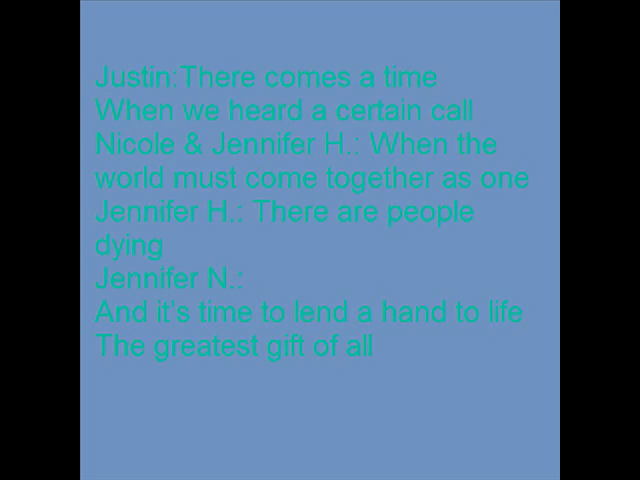 Justin:There comes a time
When we heard a certain call
Nicole & Jennifer H.: When the
world must come together as one
Jennifer H.: There are people
dying
Jennifer N.:
And it's time to lend a hand to life
The greatest gift of all